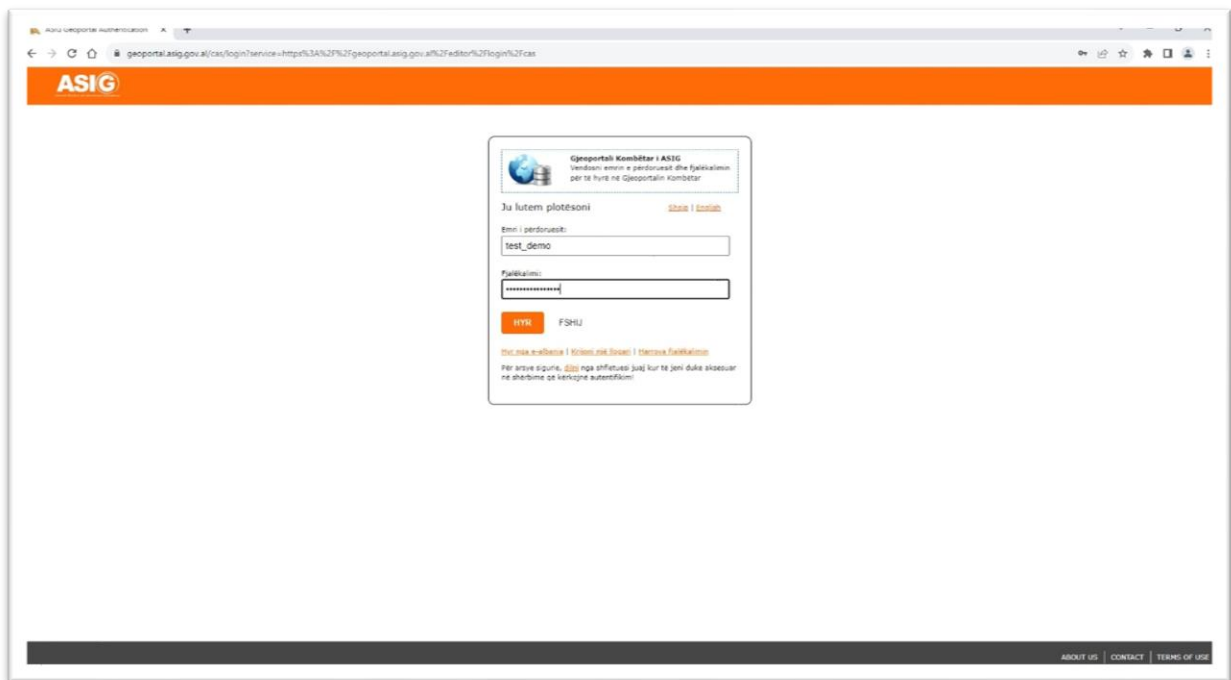 ASIG Geoportal Authentication
geoportal.asig.gov.al/cas/login?service=https%3A%2F%2Fgeoportal.asig.gov.al%2Feditor%2Flogin%2Fcas
ASIG
Gjeoportali Kombëtar i ASIG
Vendosni emrin e përdoruesit dhe fjalëkalimin
për të hyrë në Gjeoportalin Kombëtar
Ju lutem plotësoni
Shqip | English
Emri i përdoruesit:
test_demo
Fjalëkalimi:
HYR FSHIJ
Hyr nga e-albania | Krijoni një llogari | Harrova fjalëkalimin
Për arsye sigurie, dilni nga shfletuesi juaj kur të jeni duke aksesuar
në shërbime që kërkojnë autentifikim!
ABOUT US | CONTACT | TERMS OF USE